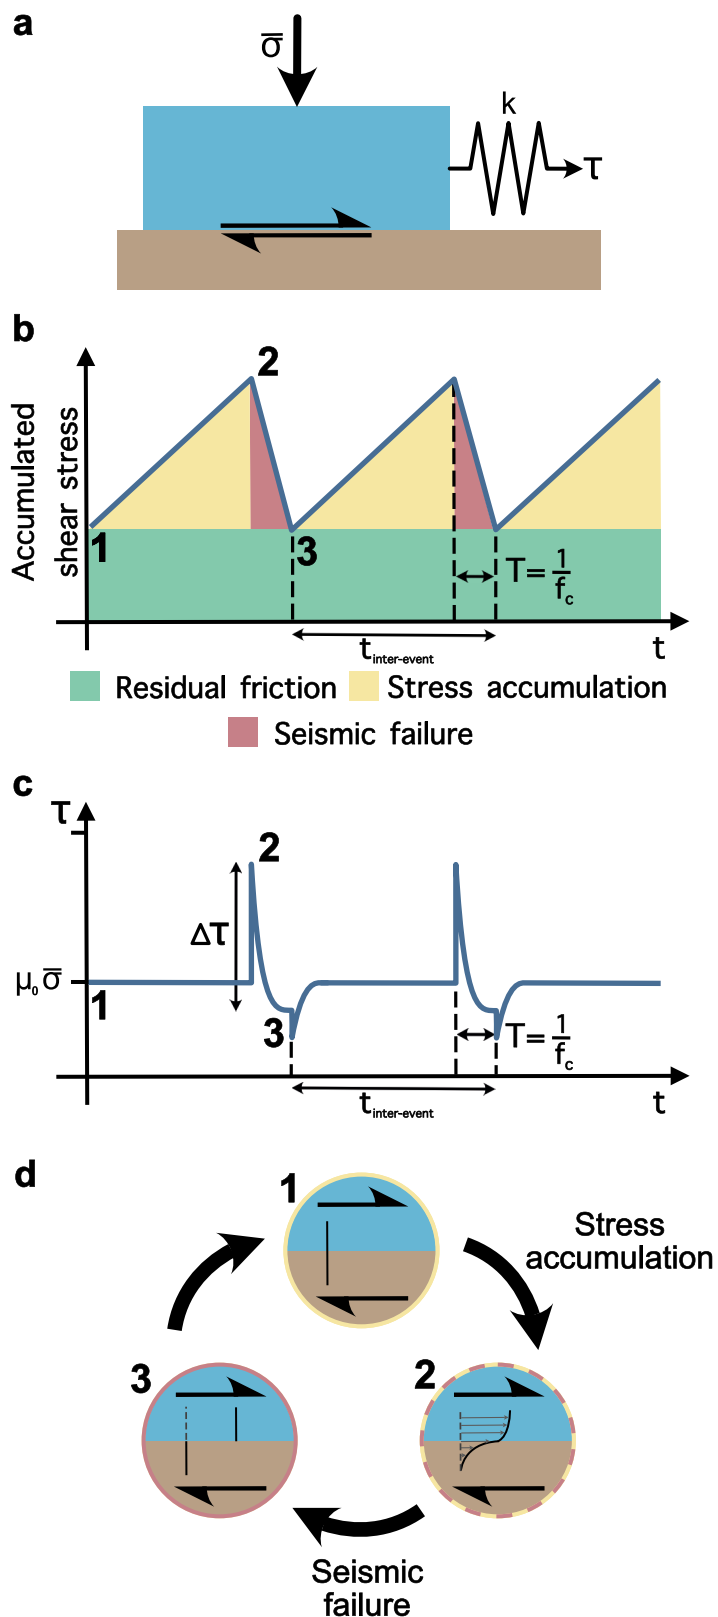 a
σ̅
k
τ
b
Accumulated
shear stress
1
2
3
T = 1/f_c
t_inter-event
t
Residual friction
Stress accumulation
Seismic failure
c
τ
2
Δτ
μ₀σ̅
1
3
T = 1/f_c
t_inter-event
t
d
1
Stress
accumulation
3
2
Seismic
failure